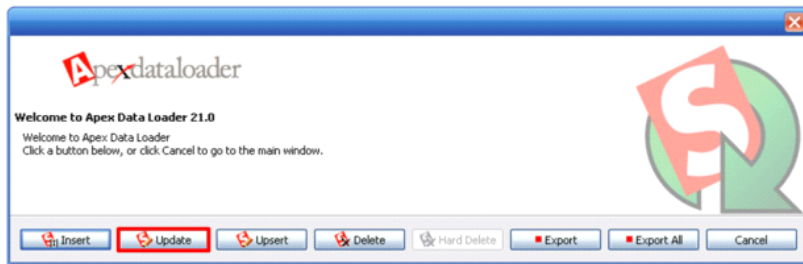 Apexdataloader
Welcome to Apex Data Loader 21.0
Welcome to Apex Data Loader
Click a button below, or click Cancel to go to the main window.
Insert Update Upsert Delete Hard Delete Export Export All Cancel